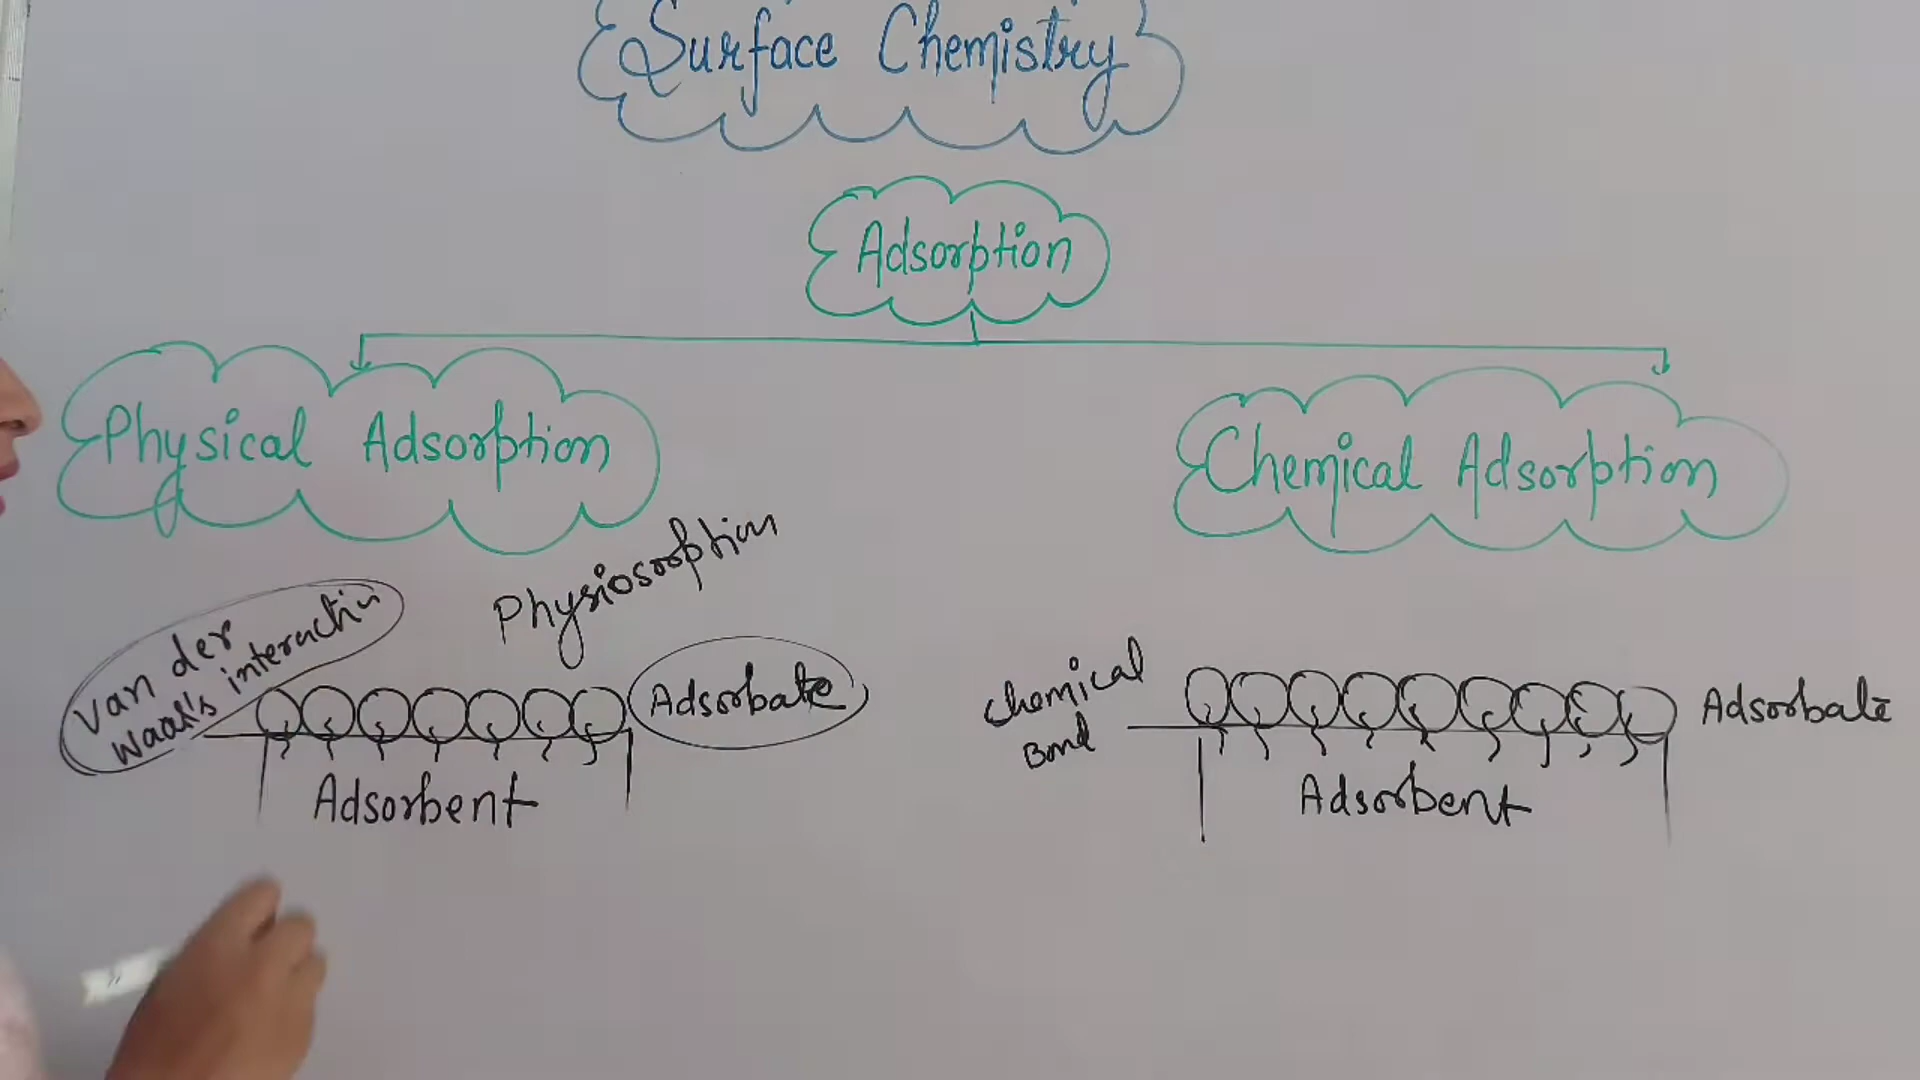 Surface Chemistry
Adsorption
Physical Adsorption
Chemical Adsorption
Physiosorption
Van der
Waal's interaction
Adsorbate
Adsorbent
Chemical
Bond
Adsorbate
Adsorbent